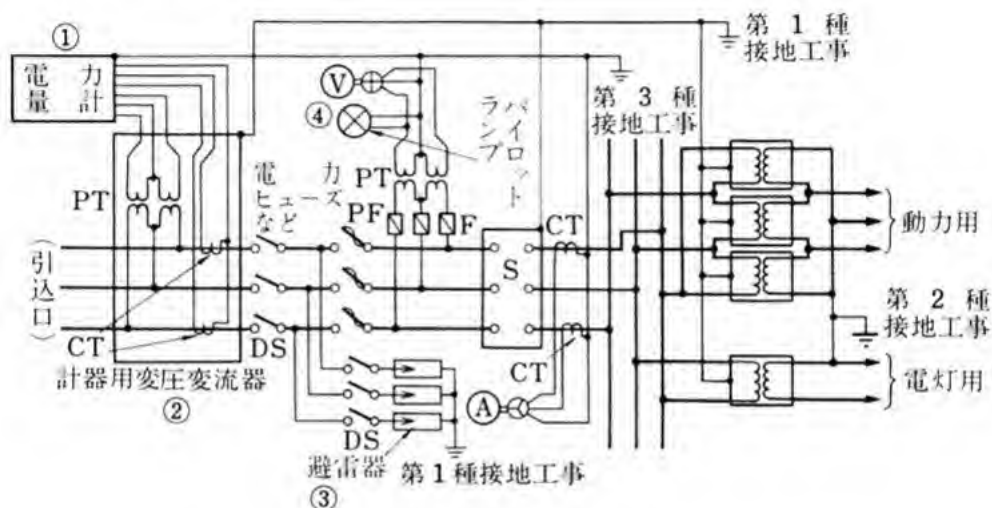 ①
電力
量計
第1種
接地工事
V
④
パイロット
ランプ
第3種
接地工事
電力
ヒューズ
など
PT
PT
PF
F
CT
S
動力用
(引込口)
第2種
接地工事
CT
DS
CT
計器用変圧変流器
②
A
電灯用
DS
避雷器
③
第1種接地工事